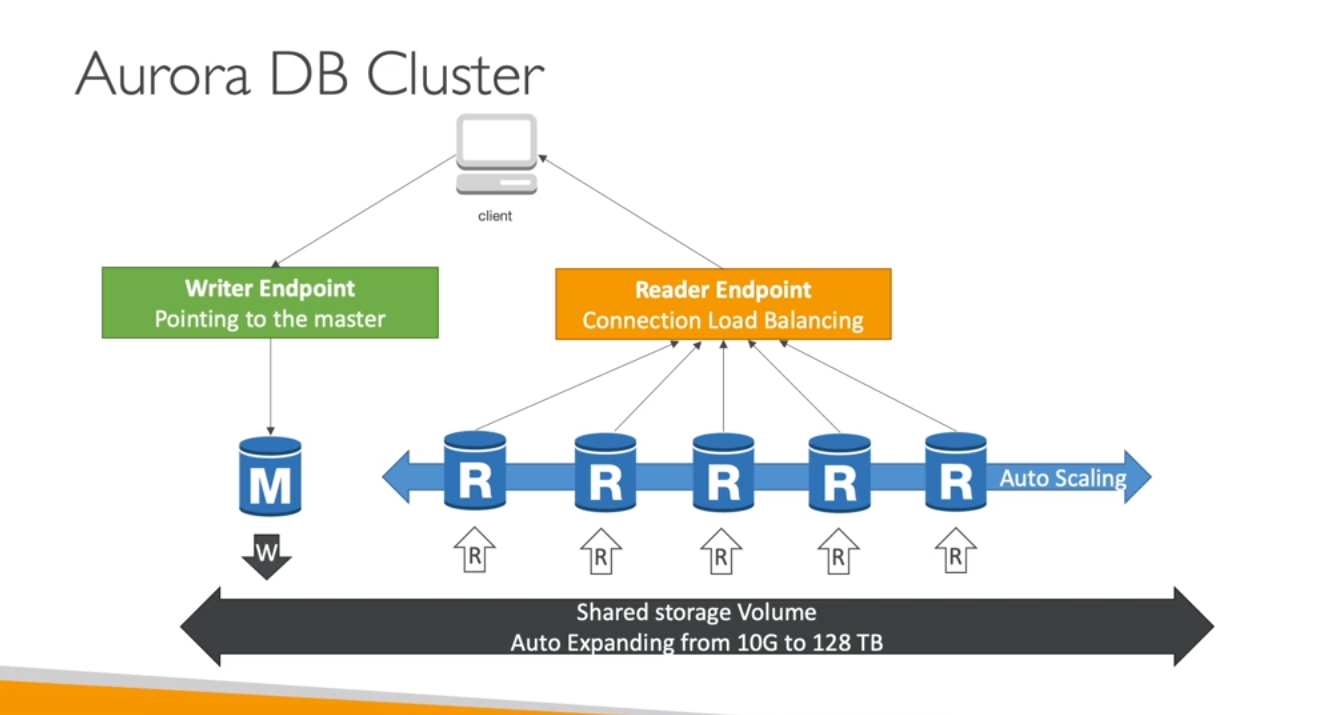 Aurora DB Cluster
client
Writer Endpoint
Pointing to the master
Reader Endpoint
Connection Load Balancing
M
R
R
R
R
R
Auto Scaling
W
R
R
R
R
R
Shared storage Volume
Auto Expanding from 10G to 128 TB